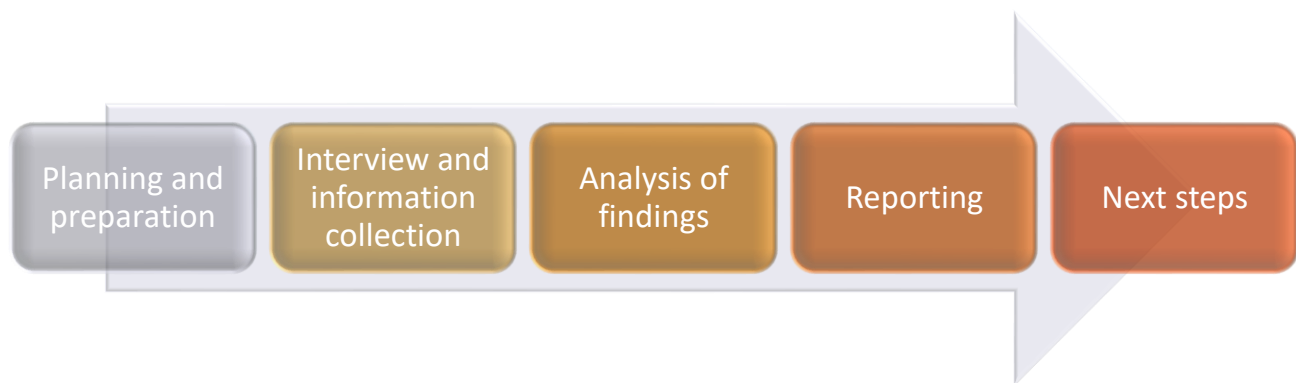 Planning and
preparation
Interview and
information
collection
Analysis of
findings
Reporting
Next steps